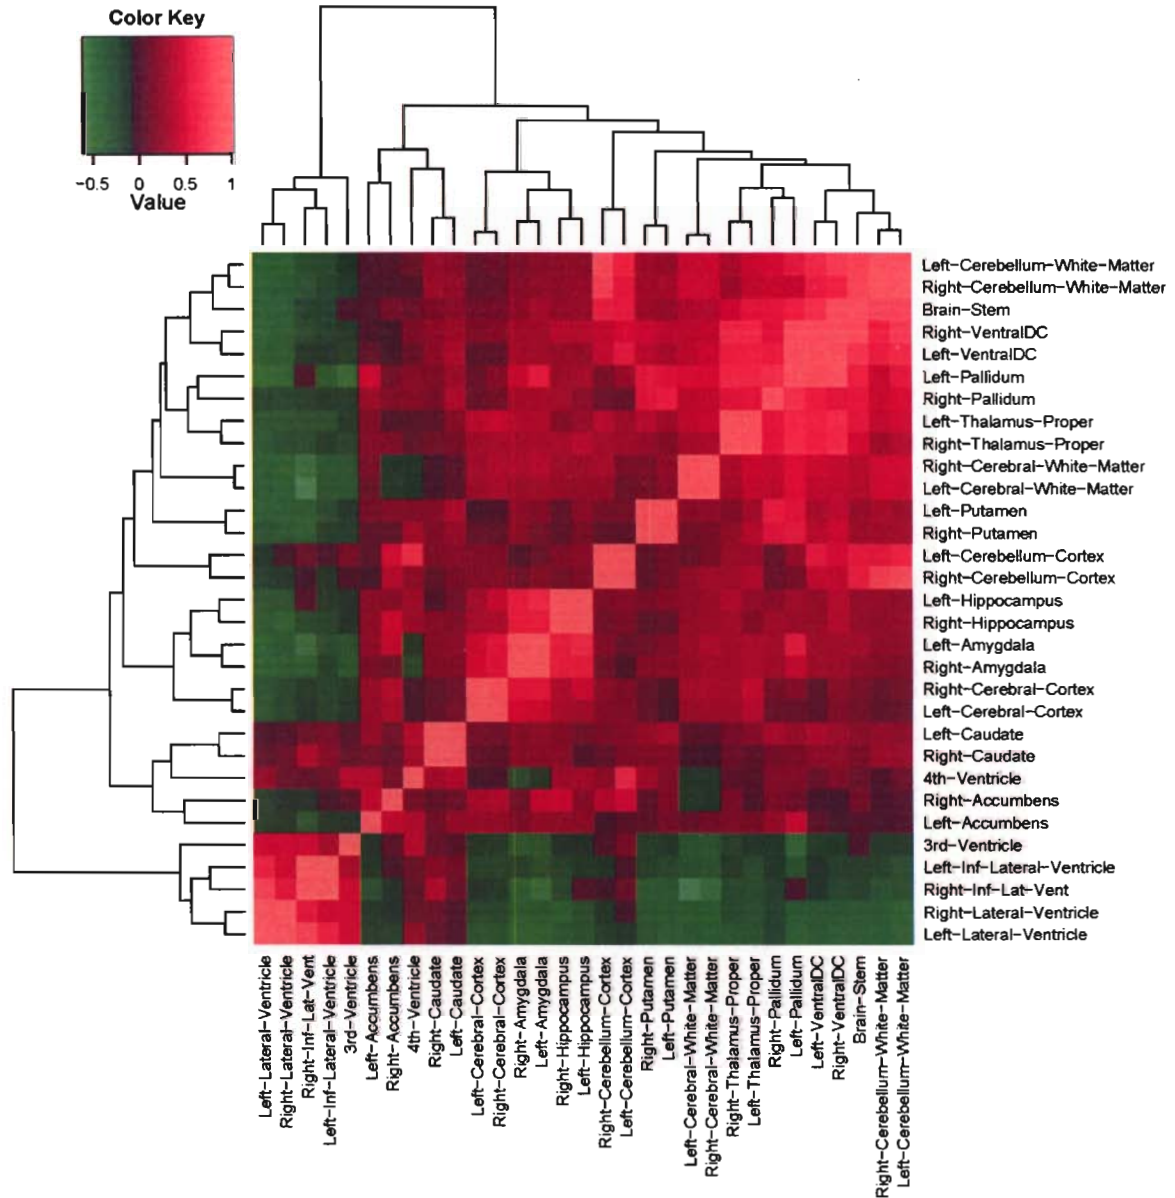 Color Key
−0.5 0 0.5 1
Value
Left−Cerebellum−White−Matter
Right−Cerebellum−White−Matter
Brain−Stem
Right−VentralDC
Left−VentralDC
Left−Pallidum
Right−Pallidum
Left−Thalamus−Proper
Right−Thalamus−Proper
Right−Cerebral−White−Matter
Left−Cerebral−White−Matter
Left−Putamen
Right−Putamen
Left−Cerebellum−Cortex
Right−Cerebellum−Cortex
Left−Hippocampus
Right−Hippocampus
Left−Amygdala
Right−Amygdala
Right−Cerebral−Cortex
Left−Cerebral−Cortex
Left−Caudate
Right−Caudate
4th−Ventricle
Right−Accumbens
Left−Accumbens
3rd−Ventricle
Left−Inf−Lateral−Ventricle
Right−Inf−Lat−Vent
Right−Lateral−Ventricle
Left−Lateral−Ventricle
Left−Lateral−Ventricle
Right−Lateral−Ventricle
Right−Inf−Lat−Vent
Left−Inf−Lateral−Ventricle
3rd−Ventricle
Left−Accumbens
Right−Accumbens
4th−Ventricle
Right−Caudate
Left−Caudate
Left−Cerebral−Cortex
Right−Cerebral−Cortex
Right−Amygdala
Left−Amygdala
Right−Hippocampus
Left−Hippocampus
Right−Cerebellum−Cortex
Left−Cerebellum−Cortex
Right−Putamen
Left−Putamen
Left−Cerebral−White−Matter
Right−Cerebral−White−Matter
Right−Thalamus−Proper
Left−Thalamus−Proper
Right−Pallidum
Left−Pallidum
Left−VentralDC
Right−VentralDC
Brain−Stem
Right−Cerebellum−White−Matter
Left−Cerebellum−White−Matter